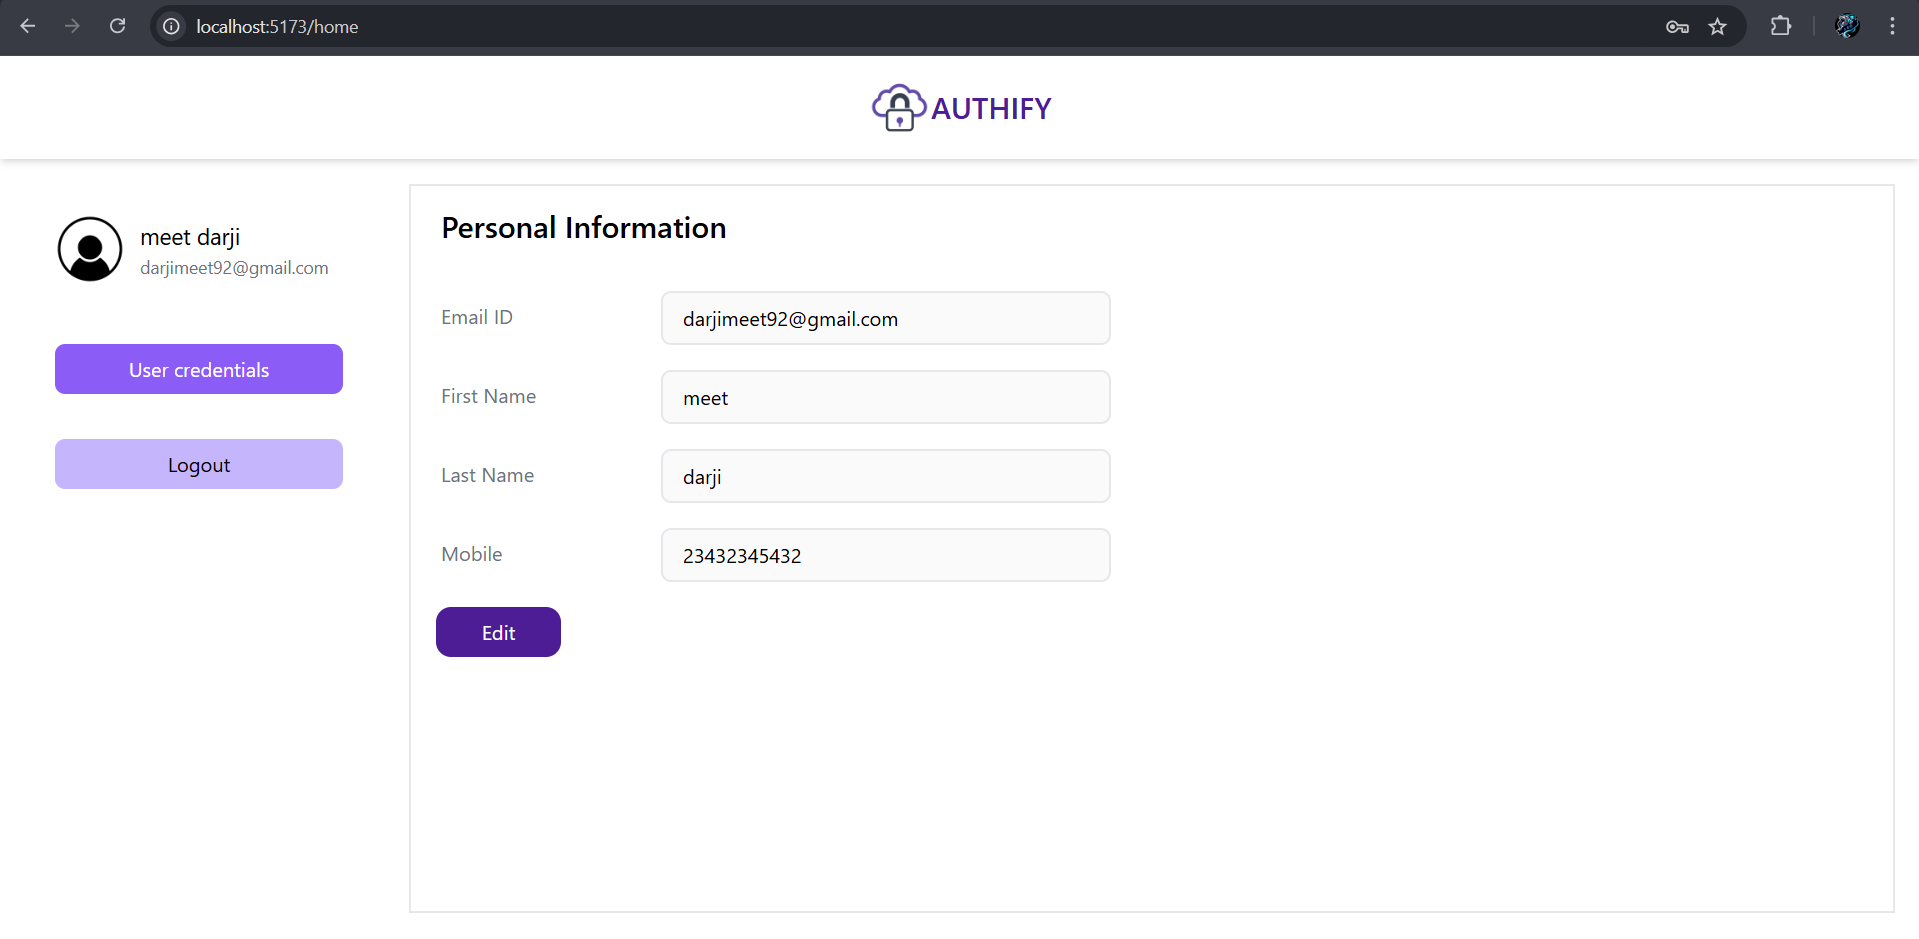 localhost:5173/home
AUTHIFY
meet darji
darjimeet92@gmail.com
User credentials
Logout
Personal Information
Email ID
darjimeet92@gmail.com
First Name
meet
Last Name
darji
Mobile
23432345432
Edit